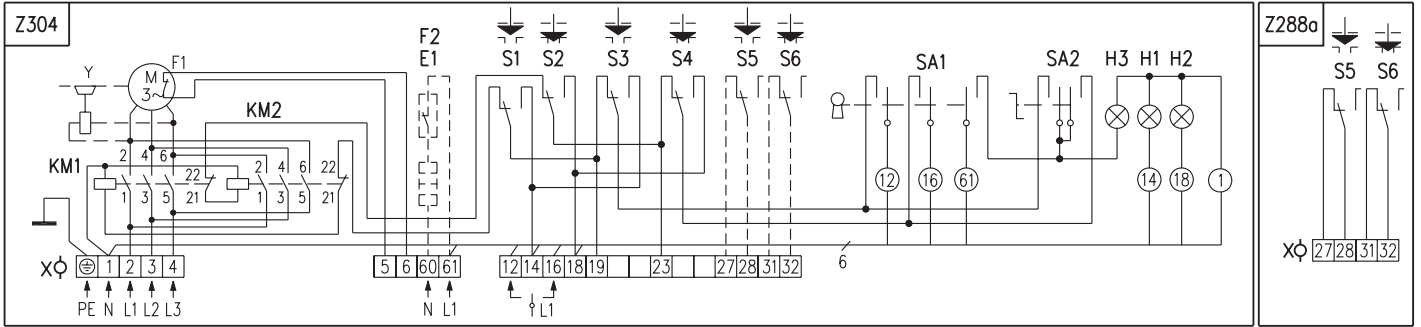 Z304
Z288a
F1
F2
E1
S1 S2 S3 S4 S5 S6
SA1
SA2 H3 H1 H2
S5 S6
Y
M
3~
KM2
KM1
2 4 6
22
2 4 6 22
1 3 5
21
1 3 5 21
12 16 61 14 18 1
6
X 1 2 3 4 5 6 60 61 12 14 16 18 19 23 27 28 31 32
X 27 28 31 32
PE N L1 L2 L3 N L1 L1